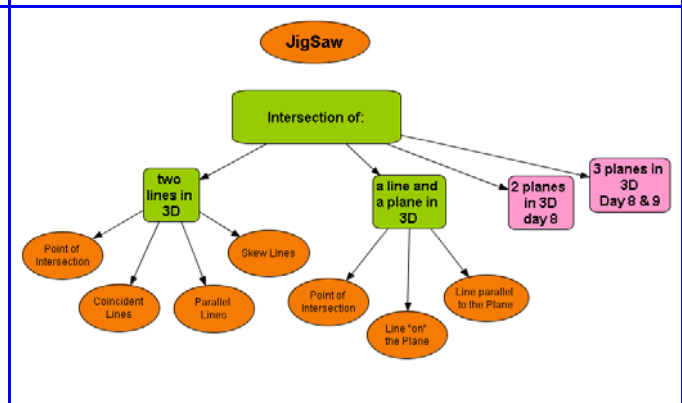 JigSaw
Intersection of:
two
lines in
3D
a line and
a plane in
3D
2 planes
in 3D
day 8
3 planes in
3D
Day 8 & 9
Point of
Intersection
Coincident
Lines
Parallel
Lines
Skew Lines
Point of
Intersection
Line "on"
the Plane
Line parallel
to the Plane